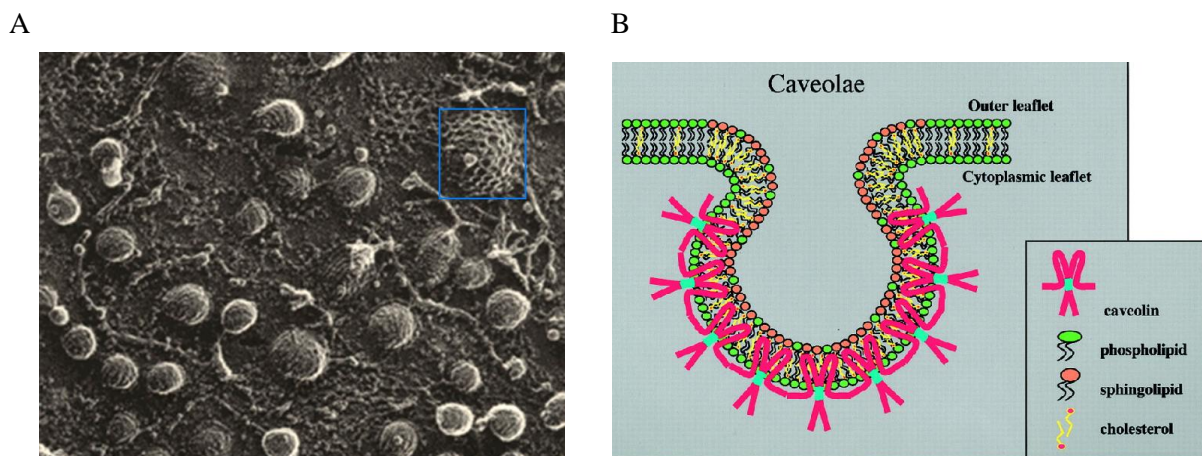 A
B
Caveolae
Outer leaflet
Cytoplasmic leaflet
caveolin
phospholipid
sphingolipid
cholesterol